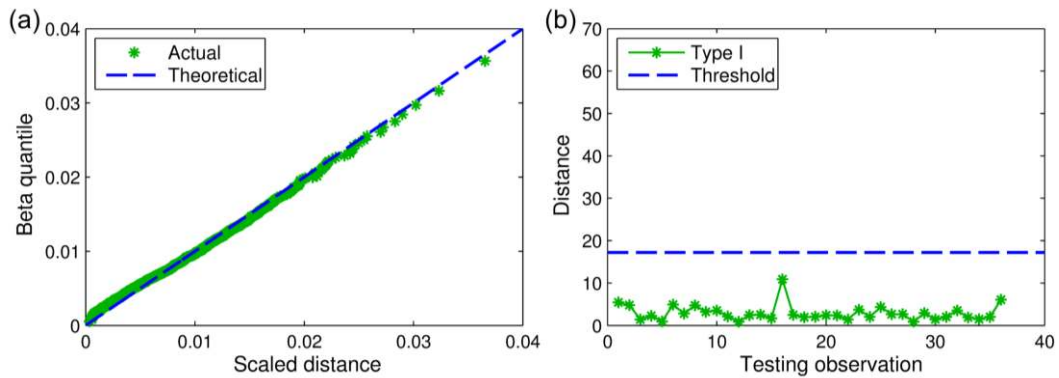 (a)
0.04
0.03
0.02
0.01
0
Beta quantile
Actual
Theoretical
0
0.01
0.02
0.03
0.04
Scaled distance
(b)
70
60
50
40
30
20
10
0
Distance
Type I
Threshold
0
10
20
30
40
Testing observation